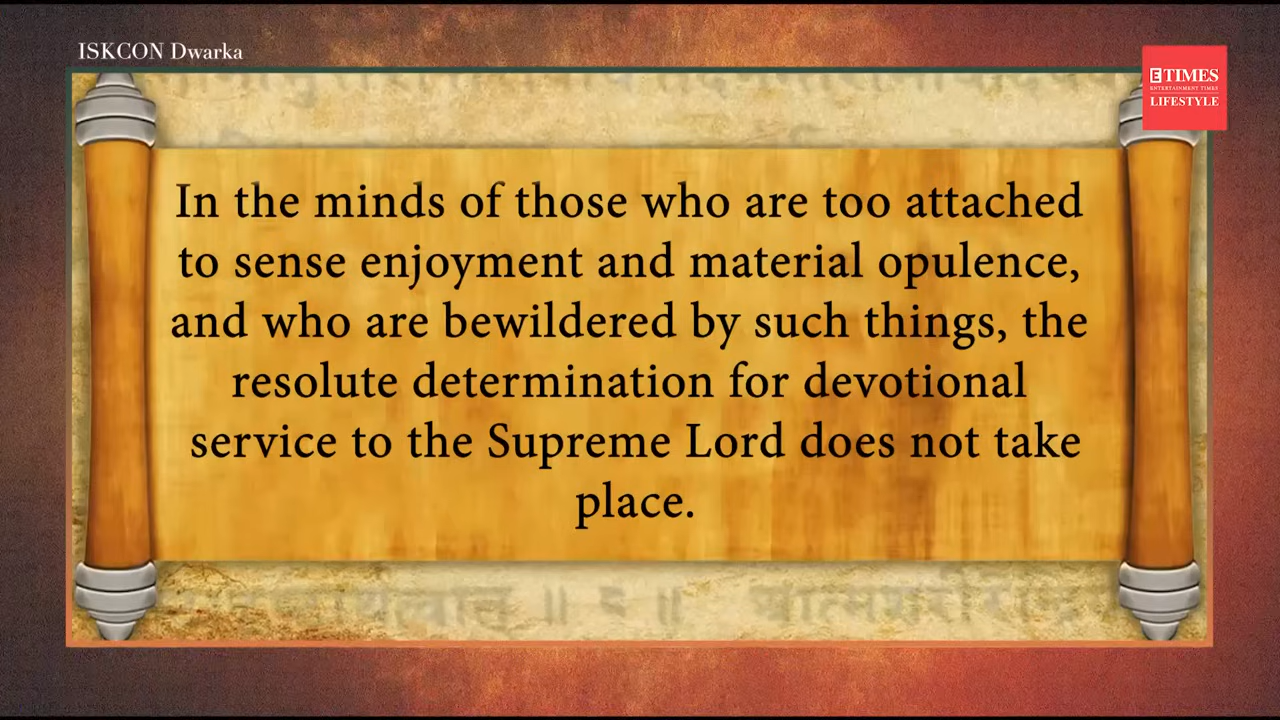 ISKCON Dwarka
ETIMES
ENTERTAINMENT TIMES
LIFESTYLE
In the minds of those who are too attached
to sense enjoyment and material opulence,
and who are bewildered by such things, the
resolute determination for devotional
service to the Supreme Lord does not take
place.